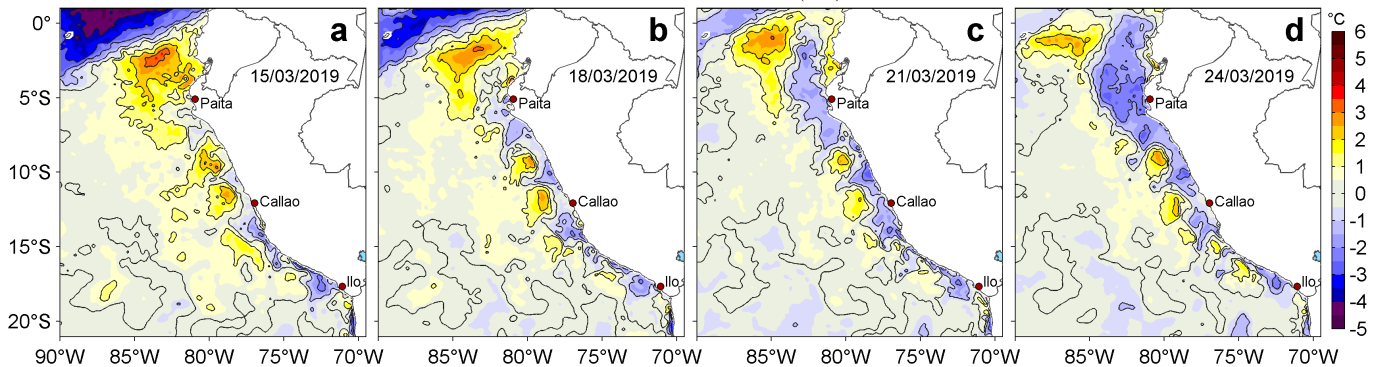 a
b
c
d
°C
15/03/2019
18/03/2019
21/03/2019
24/03/2019
Paita
Callao
Ilo
Paita
Callao
Ilo
Paita
Callao
Ilo
Paita
Callao
Ilo
0°
5°S
10°S
15°S
20°S
90°W
85°W
80°W
75°W
70°W
85°W
80°W
75°W
70°W
85°W
80°W
75°W
70°W
85°W
80°W
75°W
70°W
6
5
4
3
2
1
0
-1
-2
-3
-4
-5